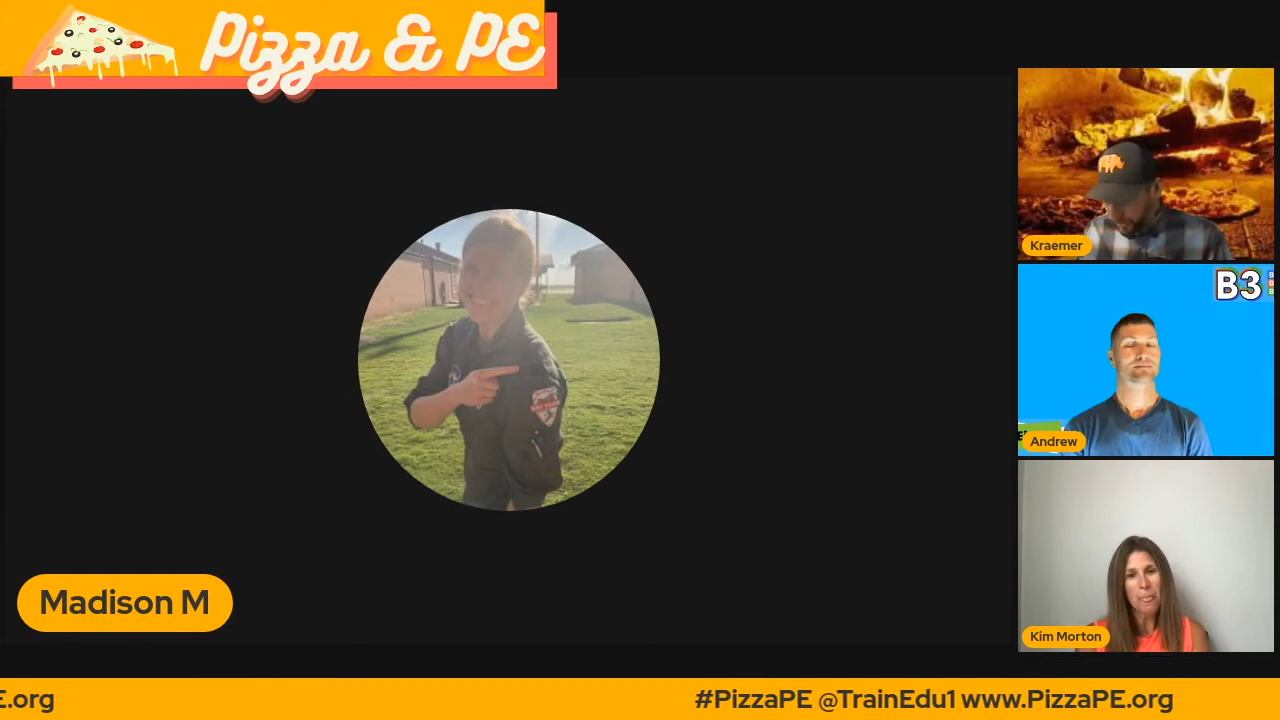 Pizza & PE
Kraemer
B3
Andrew
Madison M
Kim Morton
E.org
#PizzaPE @TrainEdu1 www.PizzaPE.org